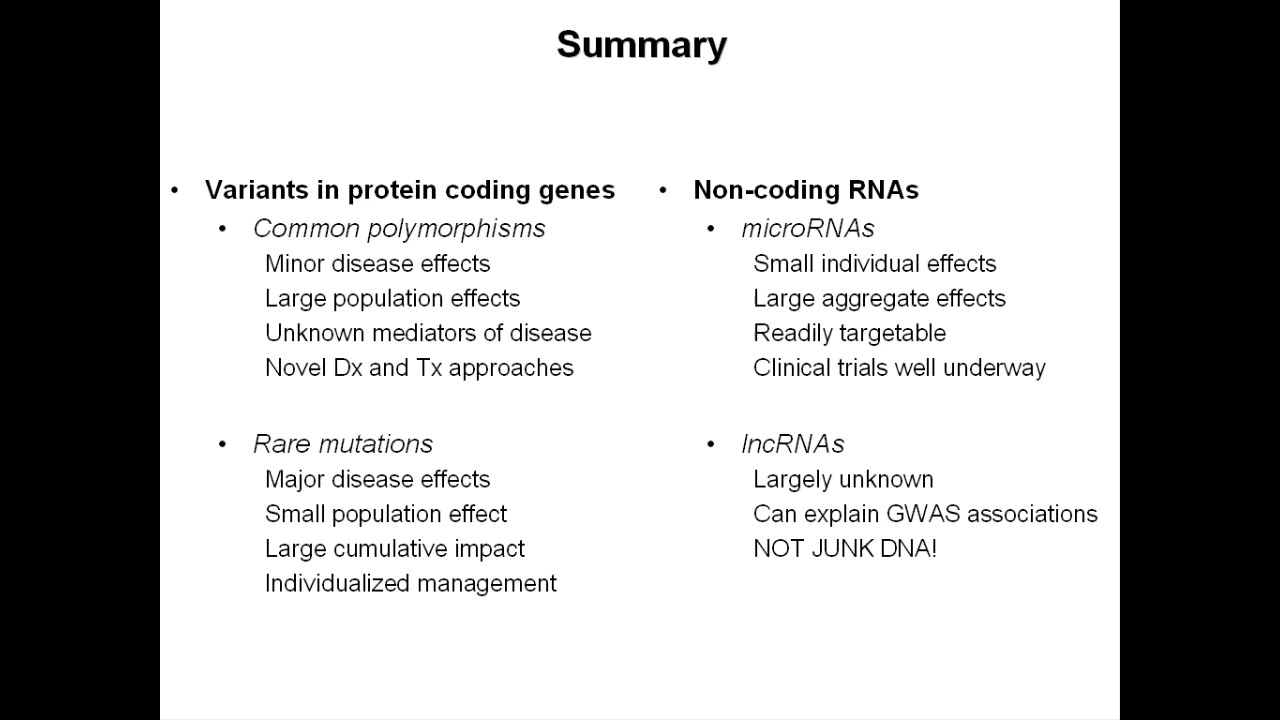 Summary
• Variants in protein coding genes
• Common polymorphisms
Minor disease effects
Large population effects
Unknown mediators of disease
Novel Dx and Tx approaches
• Rare mutations
Major disease effects
Small population effect
Large cumulative impact
Individualized management
• Non-coding RNAs
• microRNAs
Small individual effects
Large aggregate effects
Readily targetable
Clinical trials well underway
• lncRNAs
Largely unknown
Can explain GWAS associations
NOT JUNK DNA!